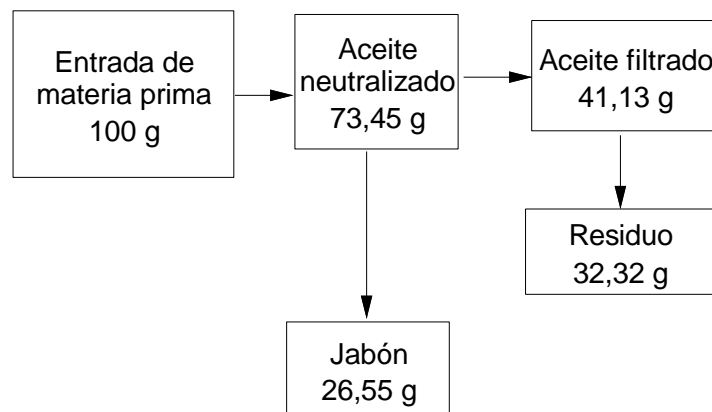 Entrada de
materia prima
100 g
Aceite
neutralizado
73,45 g
Aceite filtrado
41,13 g
Residuo
32,32 g
Jabón
26,55 g